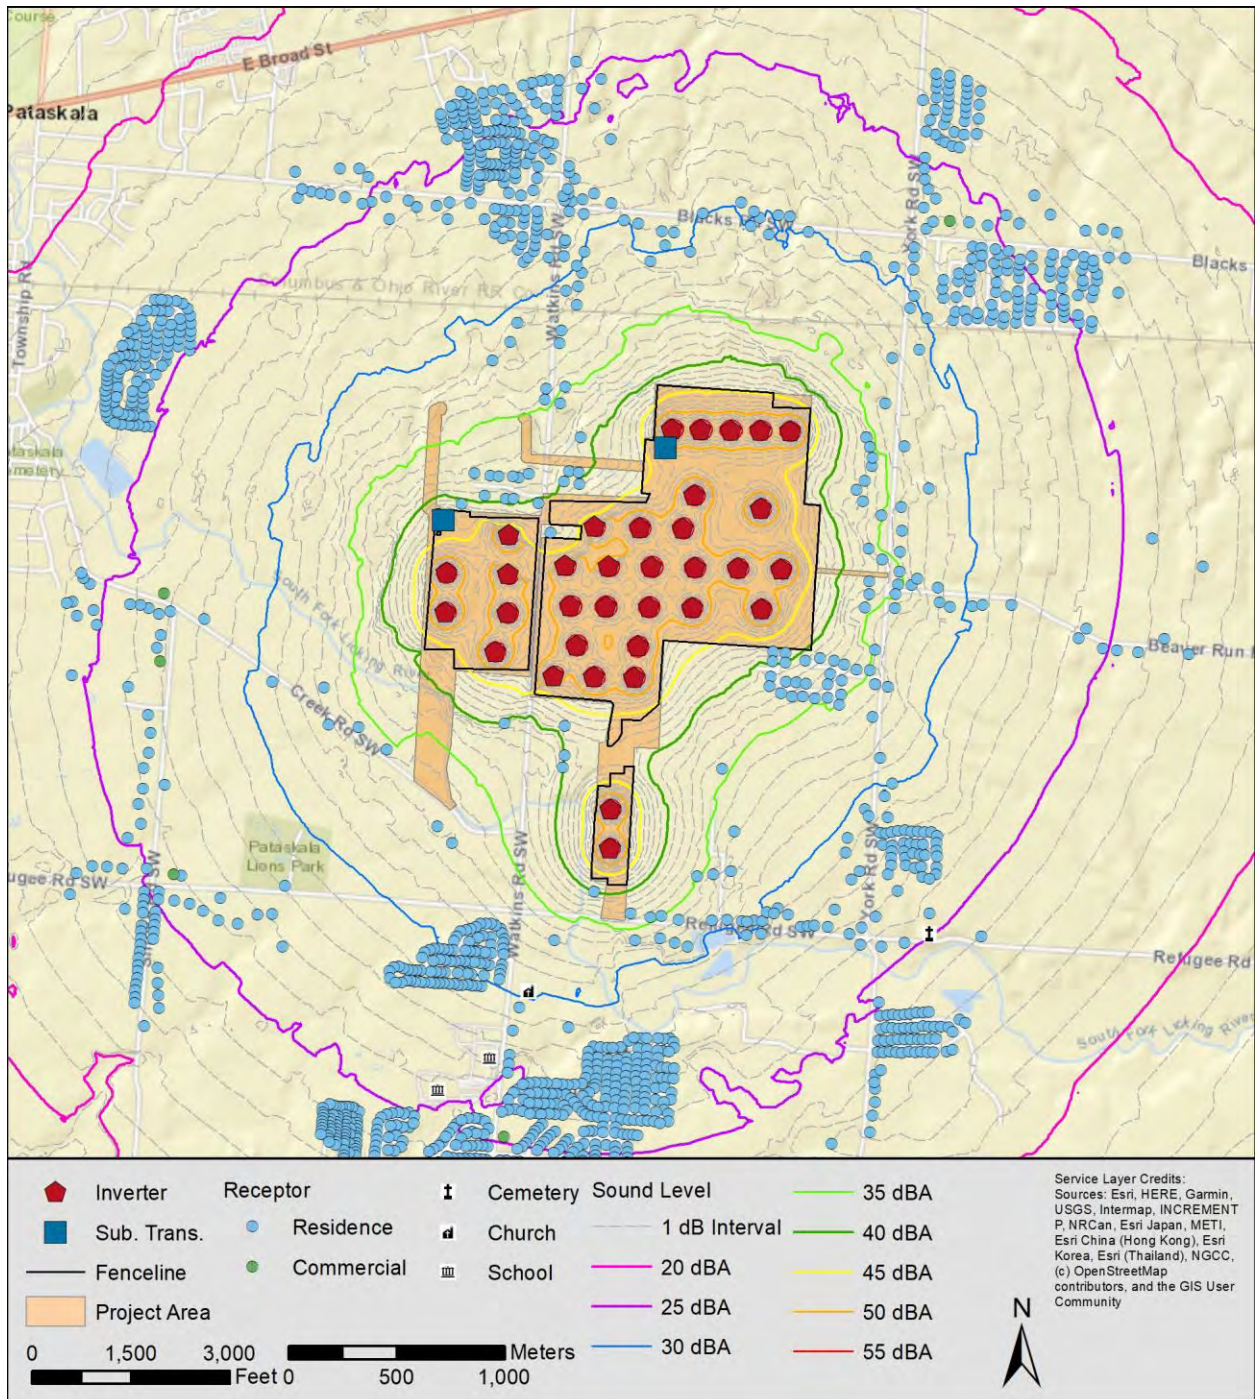 Course
E Broad St
Pataskala
York Rd SW
Watkins Rd SW
Blacks
Blacks
Columbus & Ohio River RR Co
Township Rd
Pataskala
Cemetery
South Fork Licking River
Beaver Run
Creek Rd SW
Pataskala
Lions Park
ugee Rd SW
Watkins Rd SW
York Rd SW
Refugee Rd SW
Refugee Rd
South Fork Licking River
Inverter
Sub. Trans.
Fenceline
Project Area
0 1,500 3,000
Feet
Receptor
Residence
Commercial
Meters
0 500 1,000
Cemetery
Church
School
Sound Level
1 dB Interval
20 dBA
25 dBA
30 dBA
35 dBA
40 dBA
45 dBA
50 dBA
55 dBA
N
Service Layer Credits:
Sources: Esri, HERE, Garmin,
USGS, Intermap, INCREMENT
P, NRCan, Esri Japan, METI,
Esri China (Hong Kong), Esri
Korea, Esri (Thailand), NGCC,
(c) OpenStreetMap
contributors, and the GIS User
Community